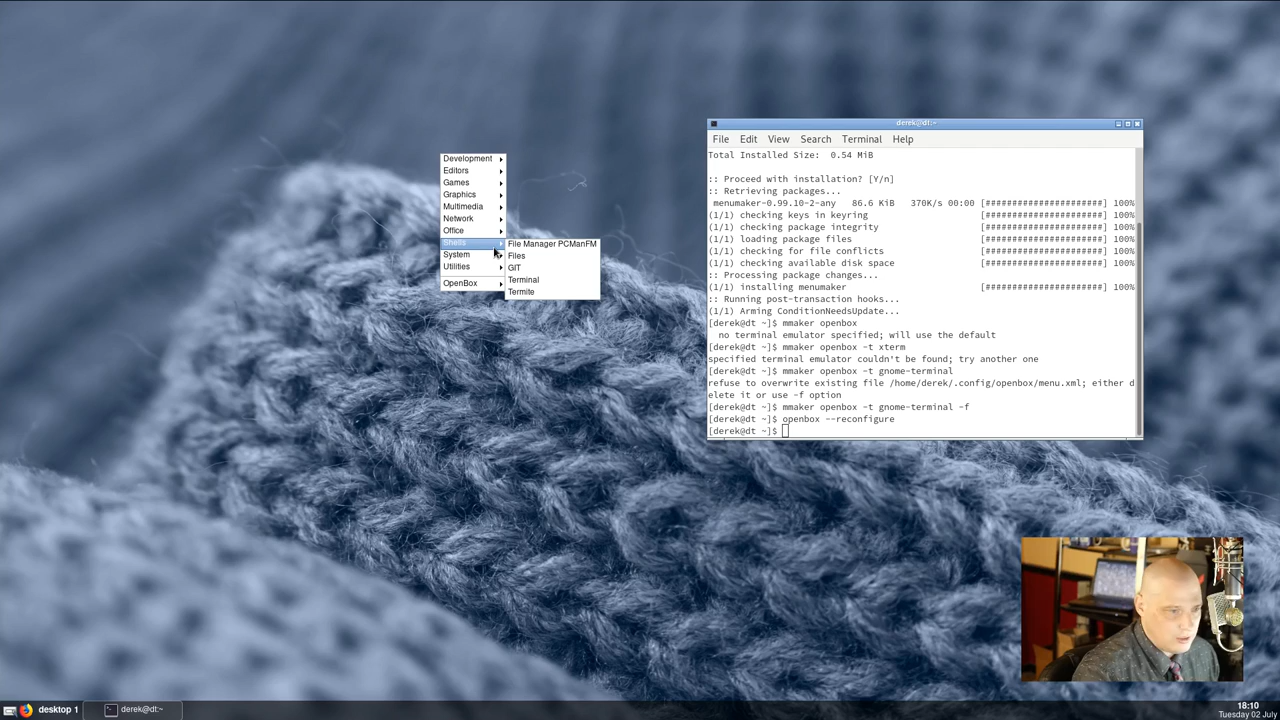 Development
Editors
Games
Graphics
Multimedia
Network
Office
Shells
System
Utilities
OpenBox
File Manager PCManFM
Files
GIT
Terminal
Termite
derek@dt:~
File Edit View Search Terminal Help
Total Installed Size:  0.54 MiB
:: Proceed with installation? [Y/n]
:: Retrieving packages...
 menumaker-0.99.10-2-any   86.6 KiB   370K/s 00:00 [######################] 100%
(1/1) checking keys in keyring                     [######################] 100%
(1/1) checking package integrity                   [######################] 100%
(1/1) loading package files                        [######################] 100%
(1/1) checking for file conflicts                  [######################] 100%
(1/1) checking available disk space                [######################] 100%
:: Processing package changes...
(1/1) installing menumaker                         [######################] 100%
:: Running post-transaction hooks...
(1/1) Arming ConditionNeedsUpdate...
[derek@dt ~]$ mmaker openbox
  no terminal emulator specified; will use the default
[derek@dt ~]$ mmaker openbox -t xterm
specified terminal emulator couldn't be found; try another one
[derek@dt ~]$ mmaker openbox -t gnome-terminal
refuse to overwrite existing file /home/derek/.config/openbox/menu.xml; either d
elete it or use -f option
[derek@dt ~]$ mmaker openbox -t gnome-terminal -f
[derek@dt ~]$ openbox --reconfigure
[derek@dt ~]$
desktop 1
derek@dt:~
18:10
Tuesday 02 July